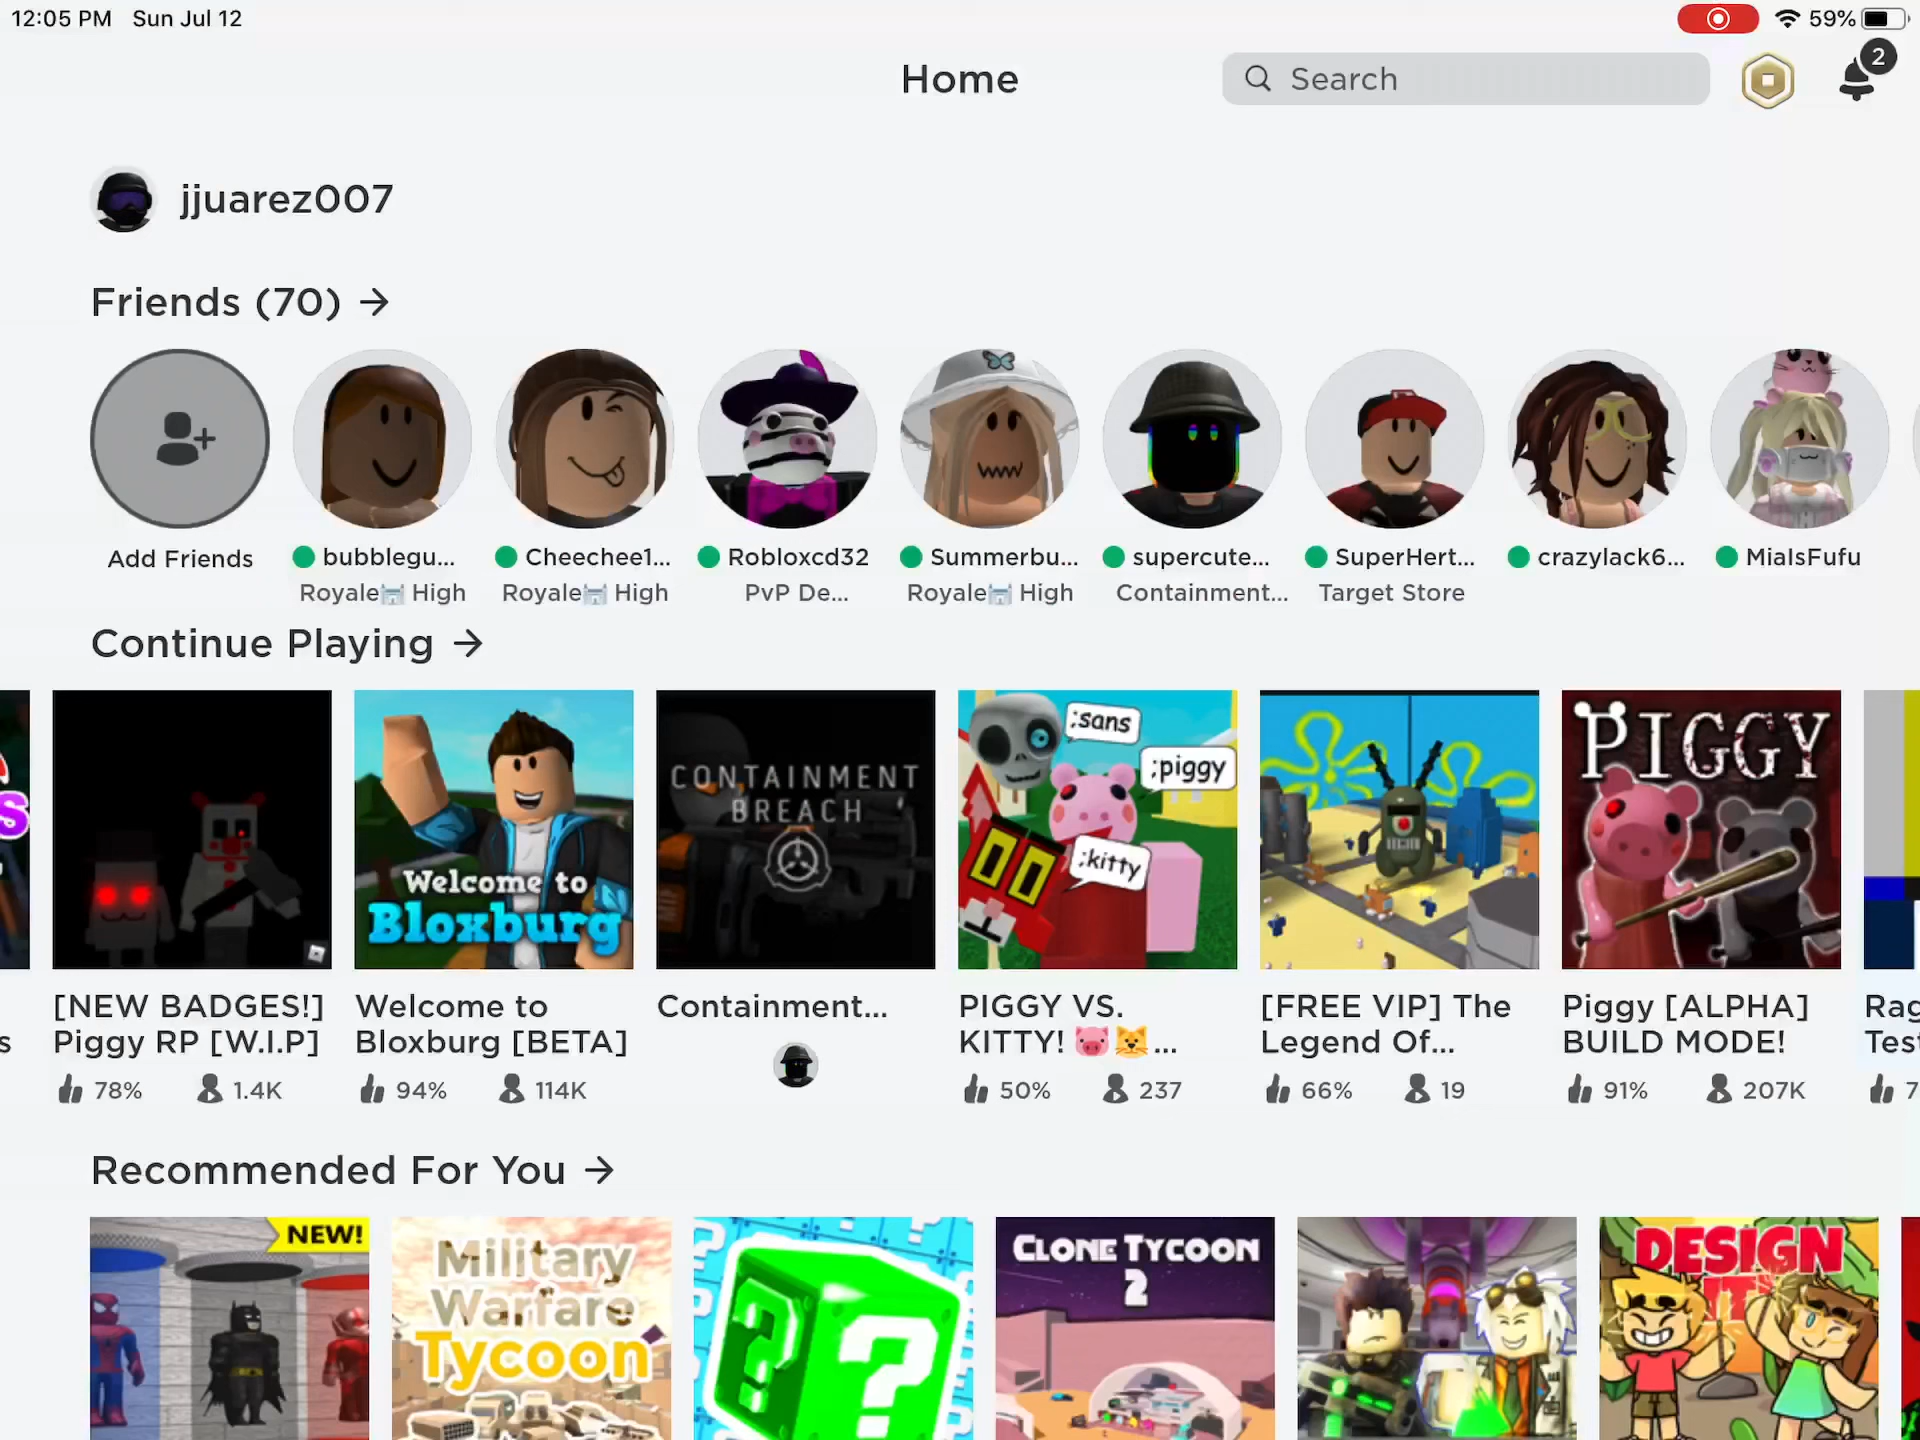 12:05 PM Sun Jul 12
59%
Home
Search
2
jjuarez007
Friends (70) →
Add Friends
bubblegu...
Cheechee1...
Robloxcd32
Summerbu...
supercute...
SuperHert...
crazylack6...
MialsFufu
Royale🏰 High
Royale🏰 High
PvP De...
Royale🏰 High
Containment...
Target Store
Continue Playing →
Welcome to
Bloxburg
CONTAINMENT
BREACH
;sans
;piggy
;kitty
PIGGY
[NEW BADGES!]
Piggy RP [W.I.P]
Welcome to
Bloxburg [BETA]
Containment...
PIGGY VS.
KITTY! 🐷🐱...
[FREE VIP] The
Legend Of...
Piggy [ALPHA]
BUILD MODE!
78% 1.4K
94% 114K
50% 237
66% 19
91% 207K
Recommended For You →
NEW!
Military
Warfare
Tycoon
? ?
CLONE TYCOON
2
DESIGN
IT!